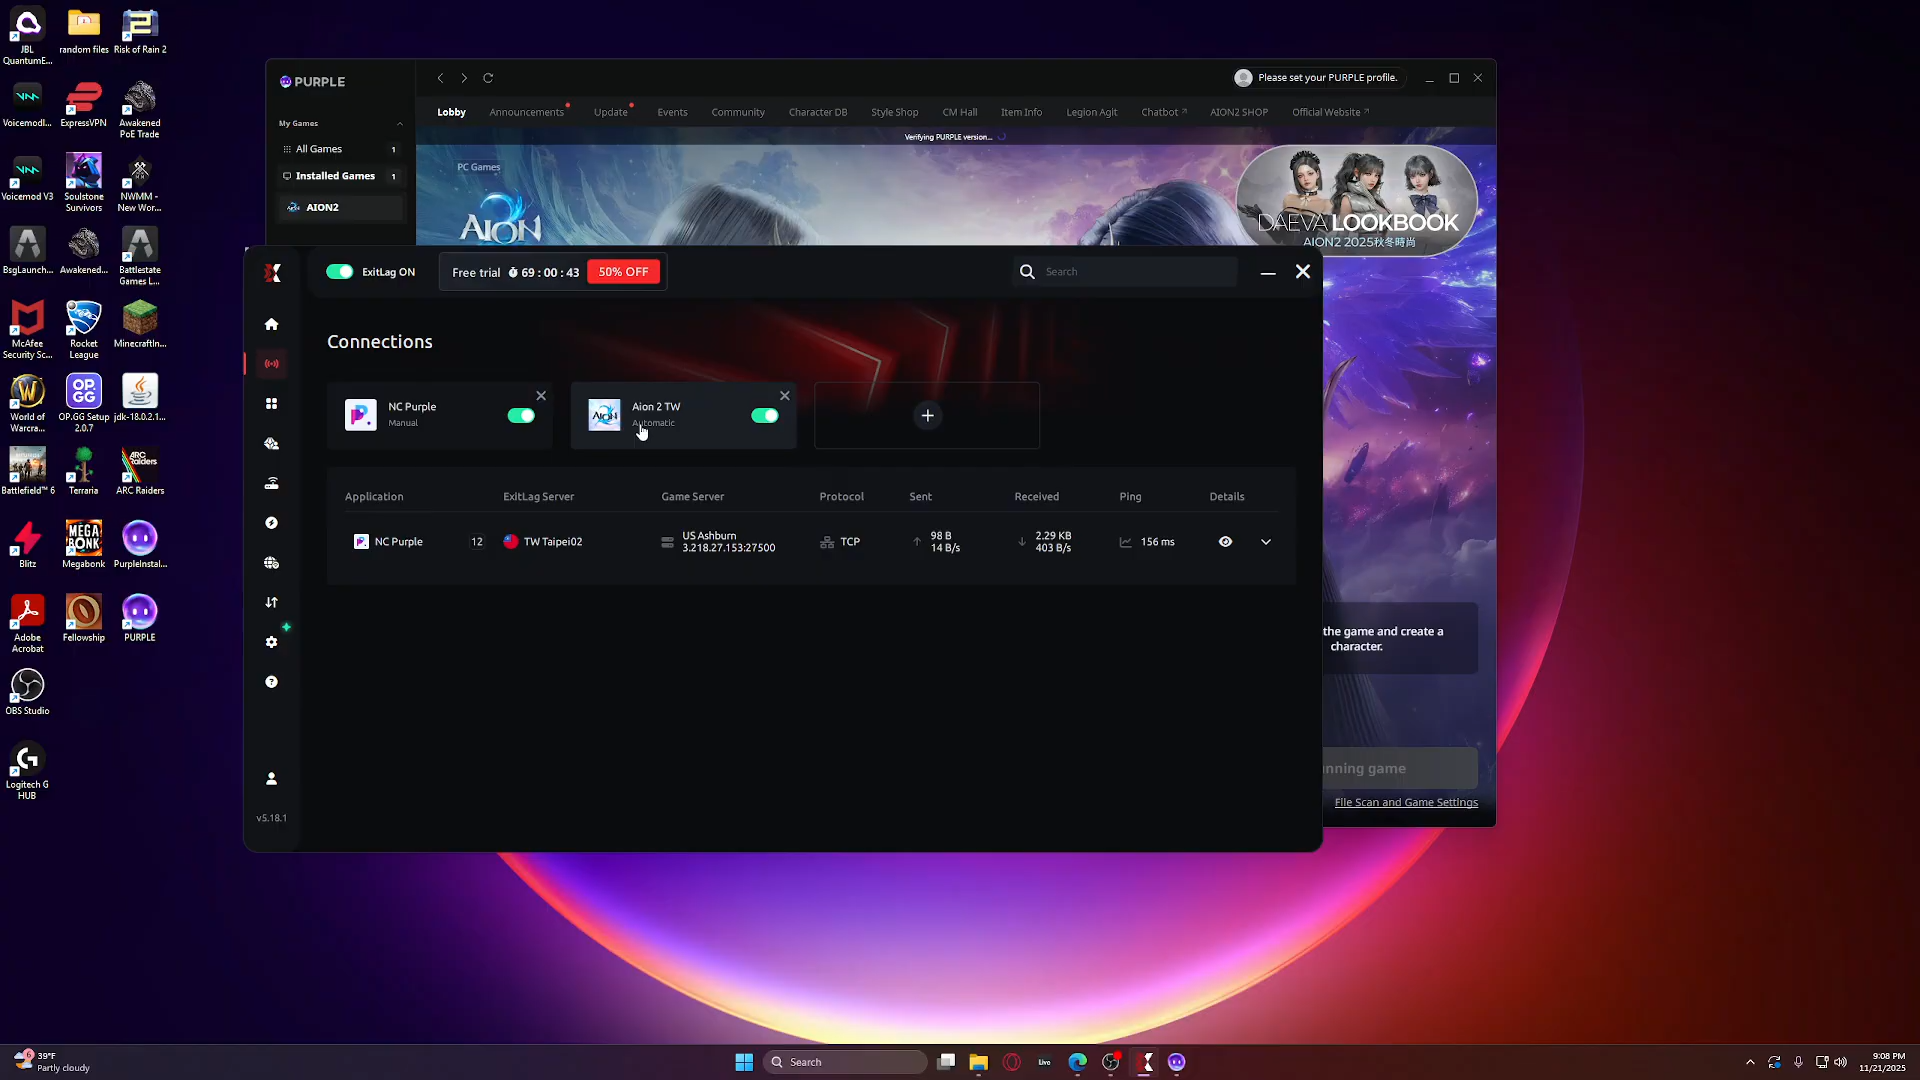 JBL QuantumE...
random files
Risk of Rain 2
VoicemodI...
ExpressVPN
Awakened PoE Trade
Voicemod V3
Soulstone Survivors
NWMM - New Wor...
BsgLaunch...
Awakened...
Battlestate Games L...
McAfee Security Sc...
Rocket League
MinecraftIn...
World of Warcra...
OP.GG Setup 2.0.7
jdk-18.0.2.1...
Battlefield™ 6
Terraria
ARC Raiders
Blitz
Megabonk
PurpleInstal...
Adobe Acrobat
Fellowship
PURPLE
OBS Studio
Logitech G HUB
PURPLE
Please set your PURPLE profile.
Lobby
Announcements
Update
Events
Community
Character DB
Style Shop
CM Hall
Item Info
Legion Agit
Chatbot
AION2 SHOP
Official Website
My Games
All Games 1
Installed Games 1
AION2
Verifying PURPLE version...
PC Games
AION
DAEVA LOOKBOOK
AION2 2025秋冬時尚
ExitLag ON
Free trial 69 : 00 : 43
50% OFF
Search
Connections
NC Purple
Manual
Aion 2 TW
Automatic
Application
ExitLag Server
Game Server
Protocol
Sent
Received
Ping
Details
NC Purple
12
TW Taipei02
US Ashburn
3.218.27.153:27500
TCP
98 B
14 B/s
2.29 KB
403 B/s
156 ms
v5.18.1
the game and create a
character.
nning game
File Scan and Game Settings
39°F
Partly cloudy
Search
Live
9:08 PM
11/21/2025